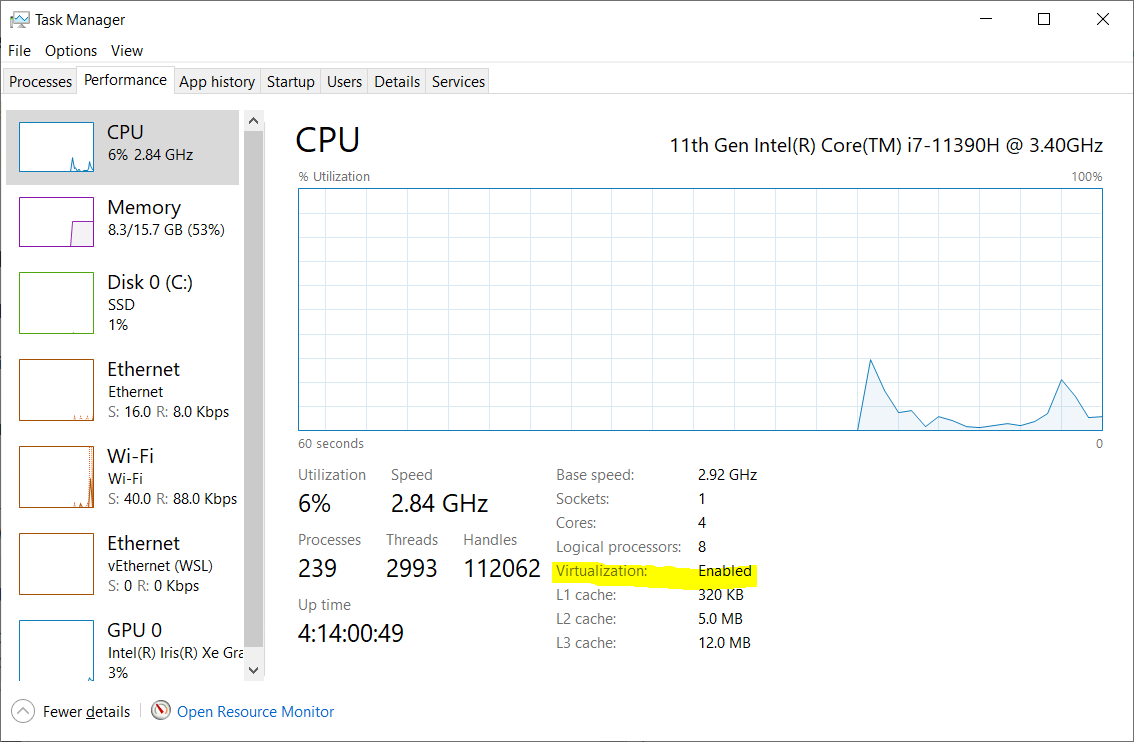 Task Manager
File Options View
Processes Performance App history Startup Users Details Services
CPU
6% 2.84 GHz
Memory
8.3/15.7 GB (53%)
Disk 0 (C:)
SSD
1%
Ethernet
Ethernet
S: 16.0 R: 8.0 Kbps
Wi-Fi
Wi-Fi
S: 40.0 R: 88.0 Kbps
Ethernet
vEthernet (WSL)
S: 0 R: 0 Kbps
GPU 0
Intel(R) Iris(R) Xe Gra
3%
CPU 11th Gen Intel(R) Core(TM) i7-11390H @ 3.40GHz
% Utilization 100%
60 seconds 0
Utilization Speed
6% 2.84 GHz
Processes Threads Handles
239 2993 112062
Up time
4:14:00:49
Base speed: 2.92 GHz
Sockets: 1
Cores: 4
Logical processors: 8
Virtualization: Enabled
L1 cache: 320 KB
L2 cache: 5.0 MB
L3 cache: 12.0 MB
Fewer details Open Resource Monitor